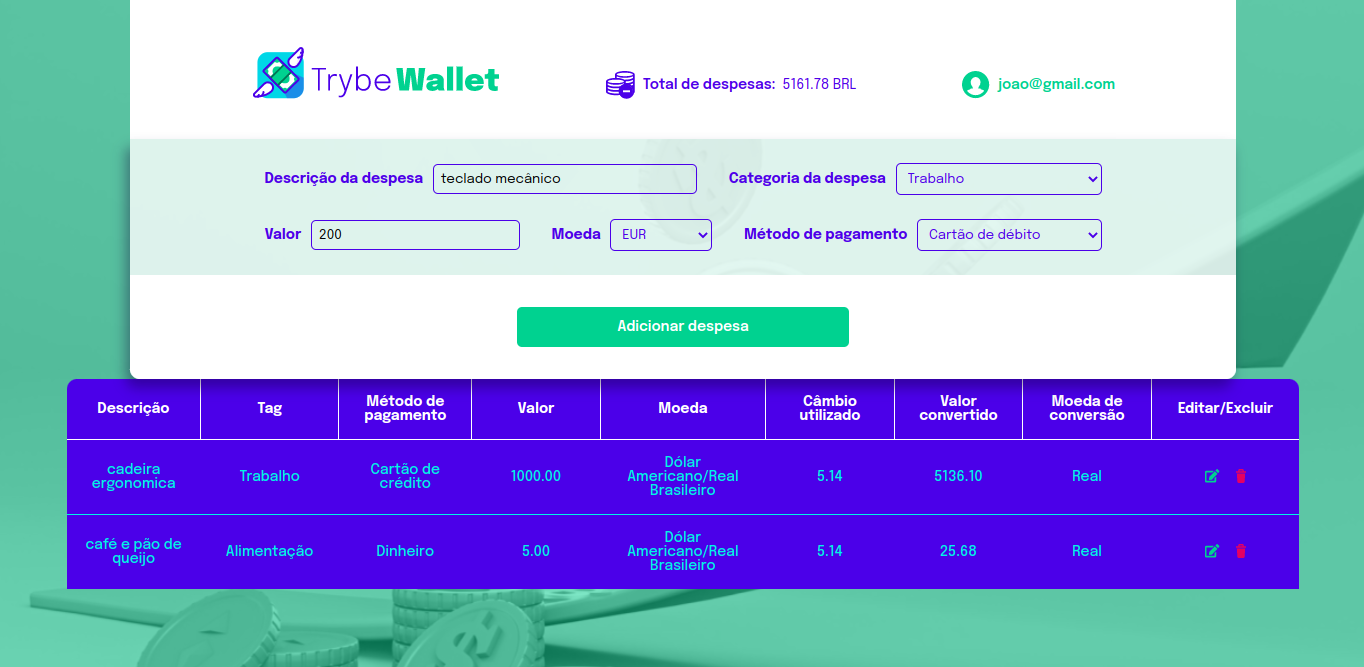 TrybeWallet
Total de despesas: 5161.78 BRL
joao@gmail.com
Descrição da despesa teclado mecânico Categoria da despesa Trabalho
Valor 200 Moeda EUR Método de pagamento Cartão de débito
Adicionar despesa
Descrição
Tag
Método de
pagamento
Valor
Moeda
Câmbio
utilizado
Valor
convertido
Moeda de
conversão
Editar/Excluir
cadeira
ergonomica
Trabalho
Cartão de
crédito
1000.00
Dólar
Americano/Real
Brasileiro
5.14
5136.10
Real
café e pão de
queijo
Alimentação
Dinheiro
5.00
Dólar
Americano/Real
Brasileiro
5.14
25.68
Real